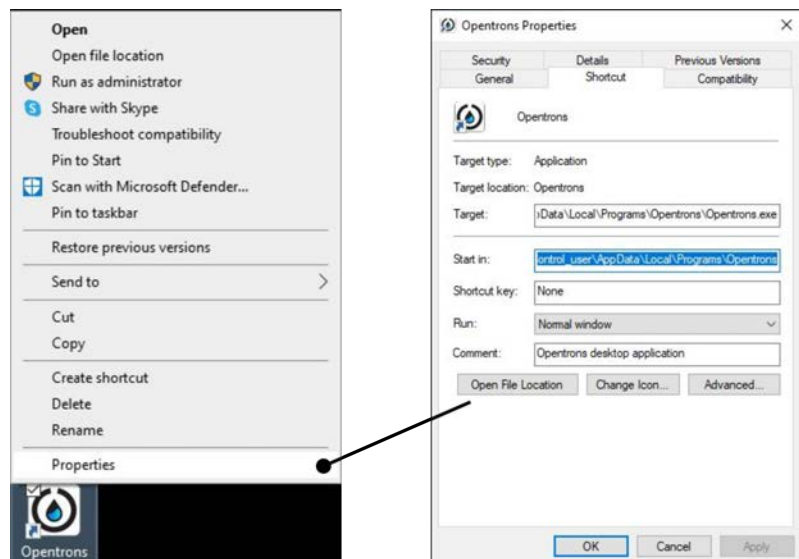 Open
Open file location
Run as administrator
Share with Skype
Troubleshoot compatibility
Pin to Start
Scan with Microsoft Defender...
Pin to taskbar
Restore previous versions
Send to
Cut
Copy
Create shortcut
Delete
Rename
Properties
Opentrons
Opentrons Properties
Security Details Previous Versions
General Shortcut Compatibility
Opentrons
Target type: Application
Target location: Opentrons
Target: Data\Local\Programs\Opentrons\Opentrons.exe
Start in: ontrol_user\AppData\Local\Programs\Opentrons
Shortcut key: None
Run: Normal window
Comment: Opentrons desktop application
Open File Location Change Icon... Advanced...
OK Cancel Apply